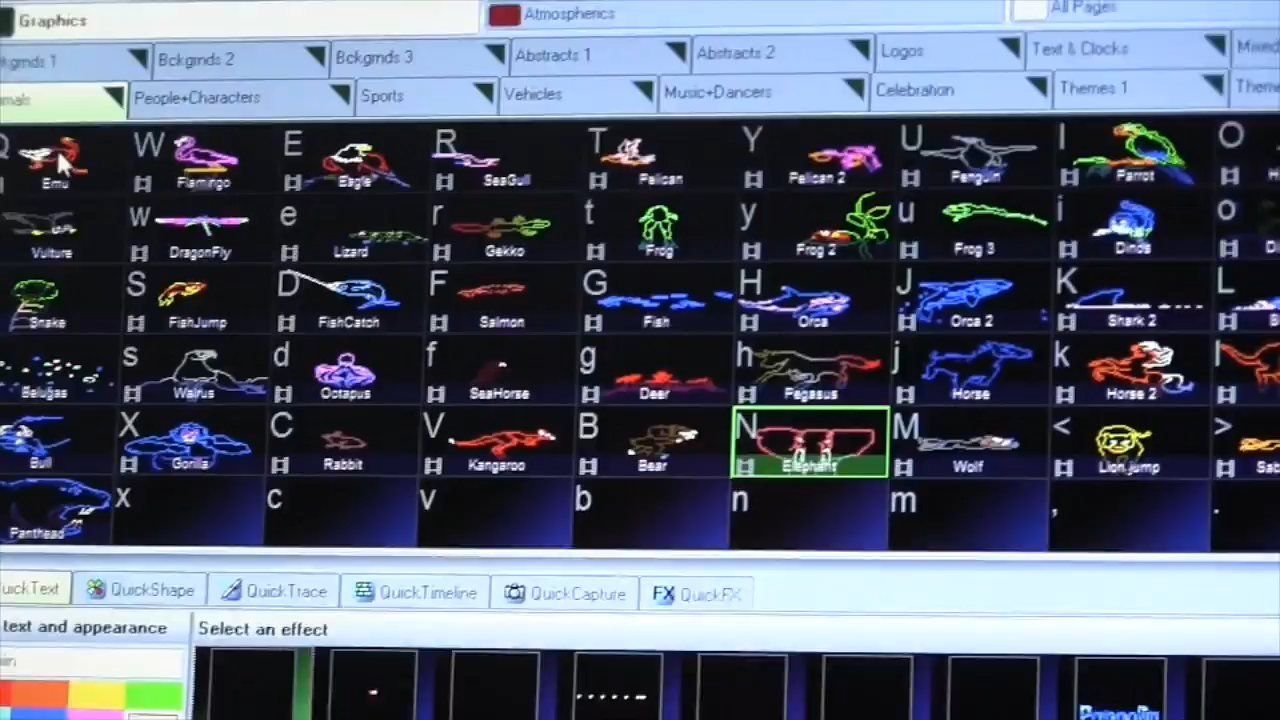 Graphics Atmospherics All Pages
Bckgrnds 2 Bckgrnds 3 Abstracts 1 Abstracts 2 Logos Text & Clocks
People+Characters Sports Vehicles Music+Dancers Celebration Themes 1
Q W E R T Y U I O
Emu Flamingo Eagle SeaGull Pelican Pelican 2 Penguin Parrot
w e r t y u i o
Vulture DragonFly Lizard Gekko Frog Frog 2 Frog 3 Dinos
S D F G H J K L
Snake FishJump FishCatch Salmon Fish Orca Orca 2 Shark 2
s d f g h j k l
Belugas Walrus Octapus SeaHorse Deer Pegasus Horse Horse 2
X C V B N M < >
Bull Gorilla Rabbit Kangaroo Bear Elephant Wolf Lion jump
x c v b n m , .
Panthead
QuickShape QuickTrace QuickTimeline QuickCapture FX QuickFX
text and appearance Select an effect